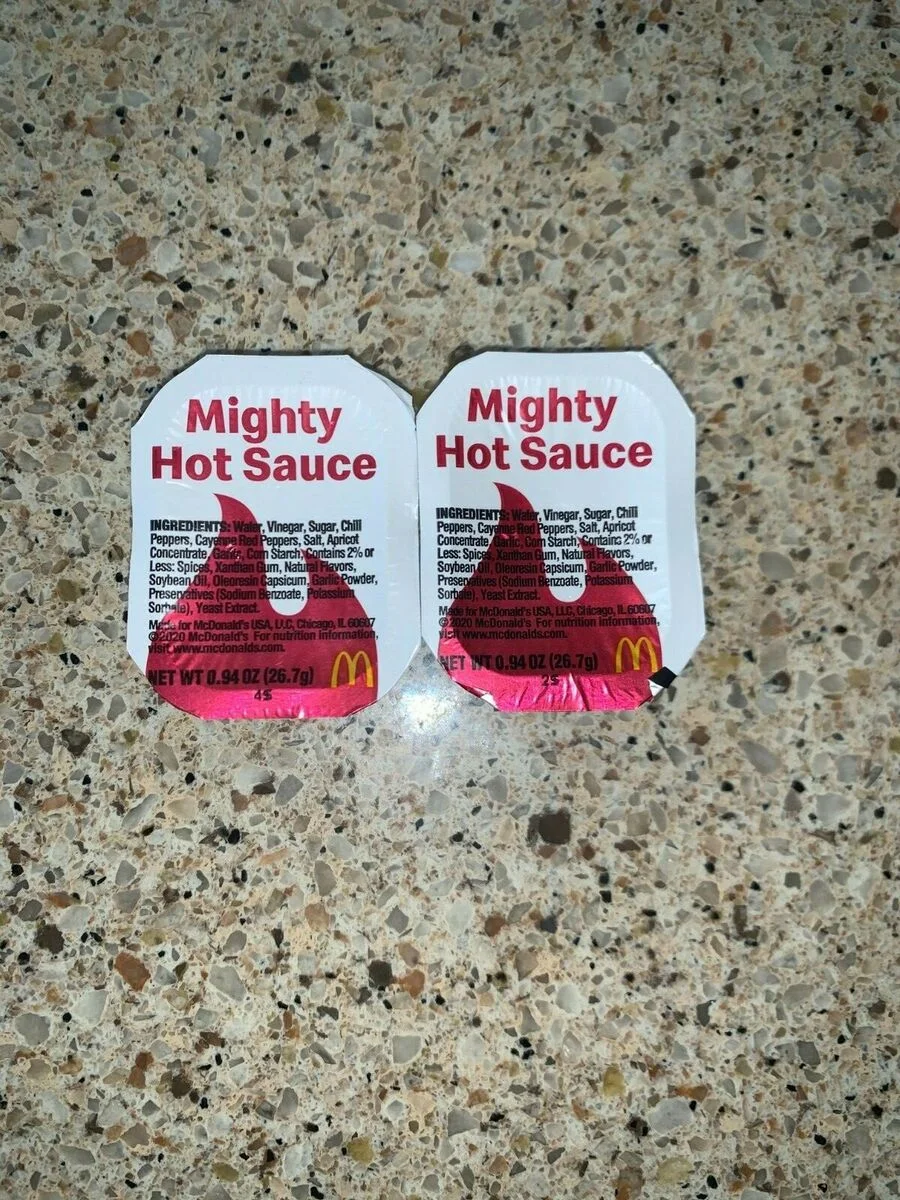 Mighty
Hot Sauce
INGREDIENTS: Water, Vinegar, Sugar, Chili
Peppers, Cayenne Red Peppers, Salt, Apricot
Concentrate, Garlic, Corn Starch, Contains 2% or
Less: Spices, Xanthan Gum, Natural Flavors,
Soybean Oil, Oleoresin Capsicum, Garlic Powder,
Preservatives (Sodium Benzoate, Potassium
Sorbate), Yeast Extract.
Made for McDonald's USA, LLC, Chicago, IL 60607
©2020 McDonald's For nutrition information,
visit www.mcdonalds.com.
NET WT 0.94 OZ (26.7g)
4S
Mighty
Hot Sauce
INGREDIENTS: Water, Vinegar, Sugar, Chili
Peppers, Cayenne Red Peppers, Salt, Apricot
Concentrate, Garlic, Corn Starch, Contains 2% or
Less: Spices, Xanthan Gum, Natural Flavors,
Soybean Oil, Oleoresin Capsicum, Garlic Powder,
Preservatives (Sodium Benzoate, Potassium
Sorbate), Yeast Extract.
Made for McDonald's USA, LLC, Chicago, IL 60607
©2020 McDonald's For nutrition information,
visit www.mcdonalds.com.
NET WT 0.94 OZ (26.7g)
2S